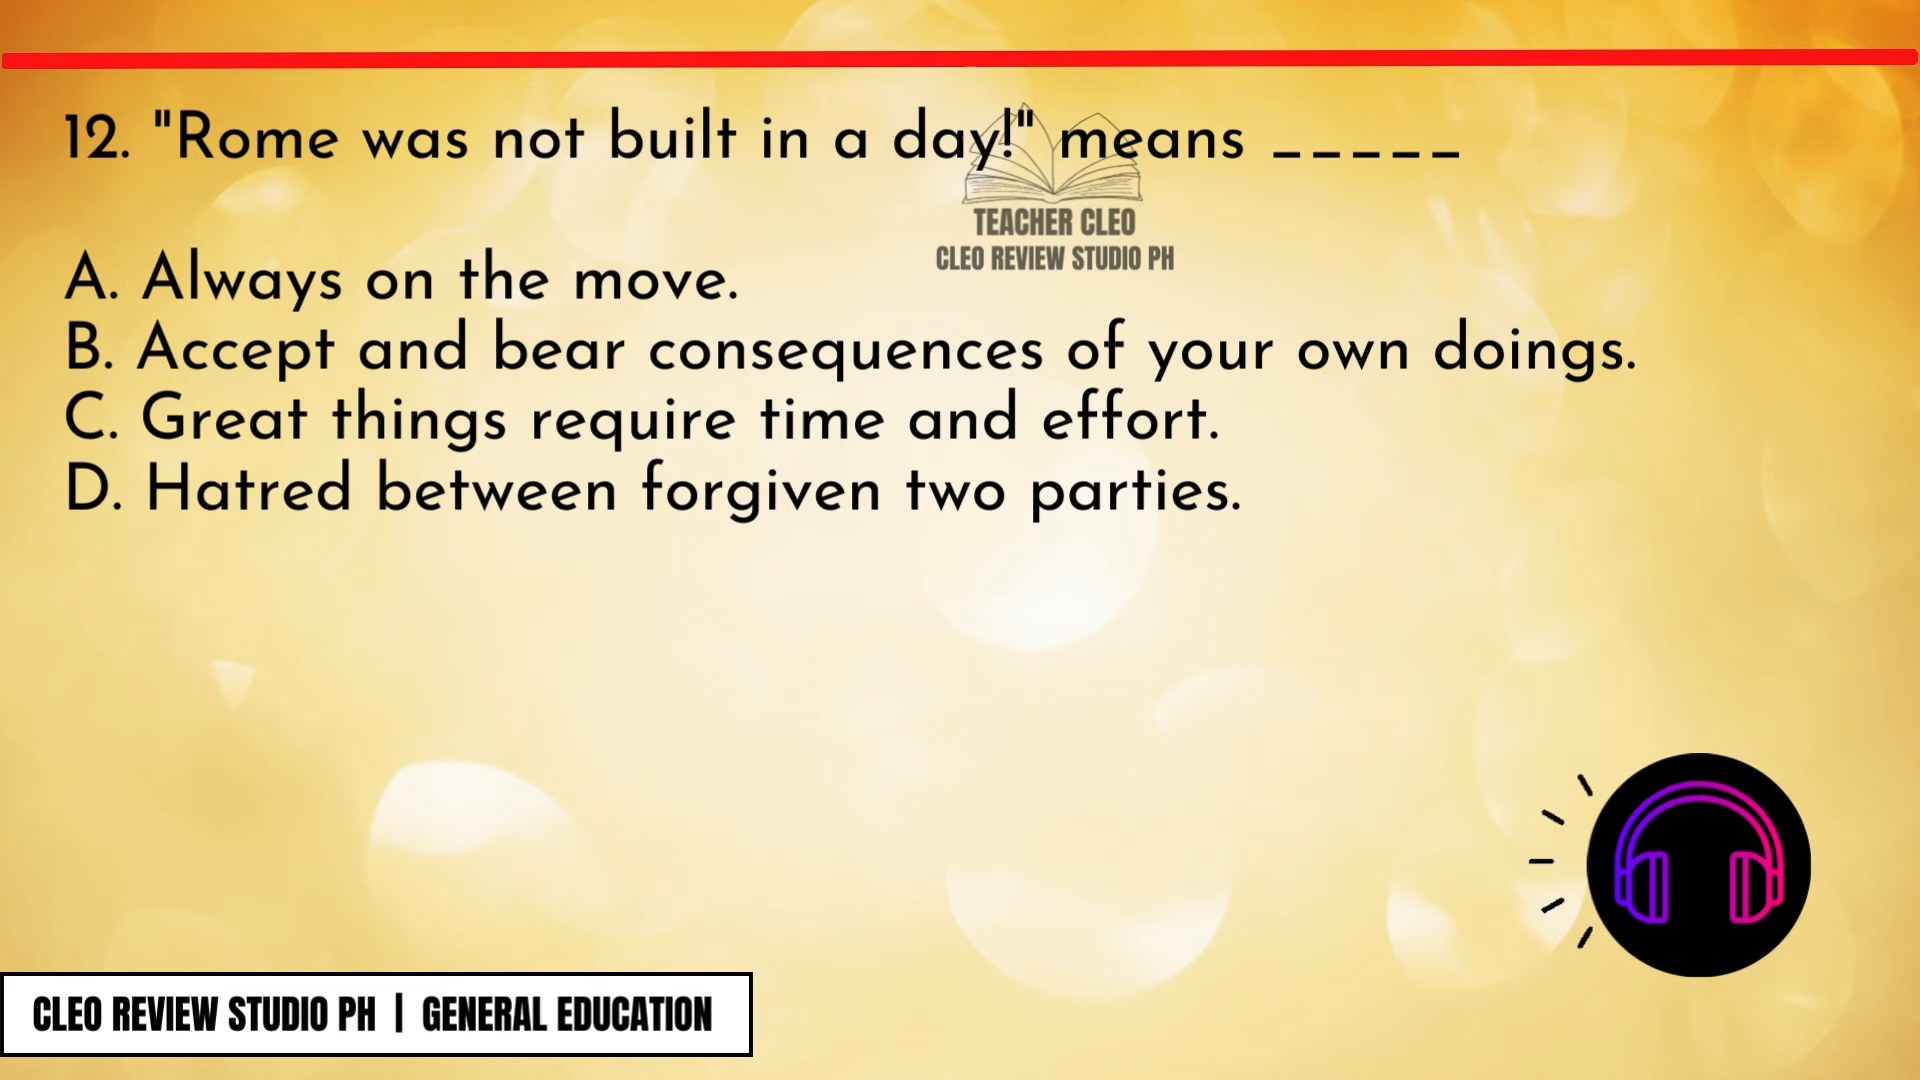 12. "Rome was not built in a day!" means _____
TEACHER CLEO
CLEO REVIEW STUDIO PH
A. Always on the move.
B. Accept and bear consequences of your own doings.
C. Great things require time and effort.
D. Hatred between forgiven two parties.
CLEO REVIEW STUDIO PH | GENERAL EDUCATION